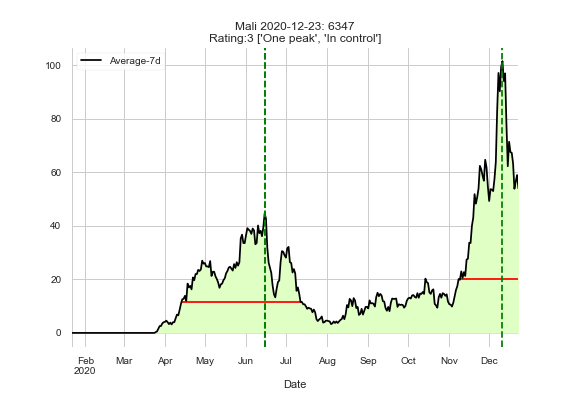 Mali 2020-12-23: 6347
Rating:3 ['One peak', 'In control']
Average-7d
100
80
60
40
20
0
Feb Mar Apr May Jun Jul Aug Sep Oct Nov Dec
2020
Date